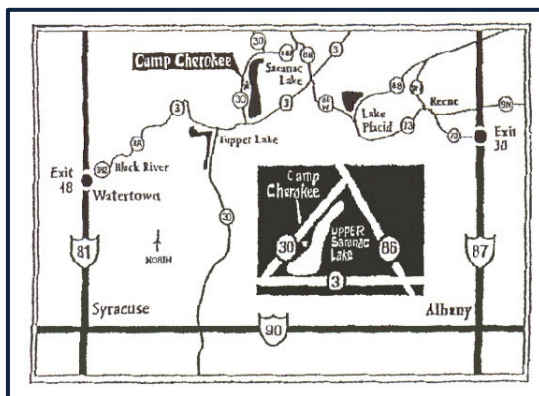 30
3
Camp Cherokee
Saranac
Lake
86
30
3
3
Tupper Lake
Lake
Placid
Keene
9N
73
73
Exit
30
Exit
48
Black River
Watertown
30
Camp
Cherokee
UPPER
Saranac
Lake
30
86
3
81
NORTH
87
Syracuse
Albany
90